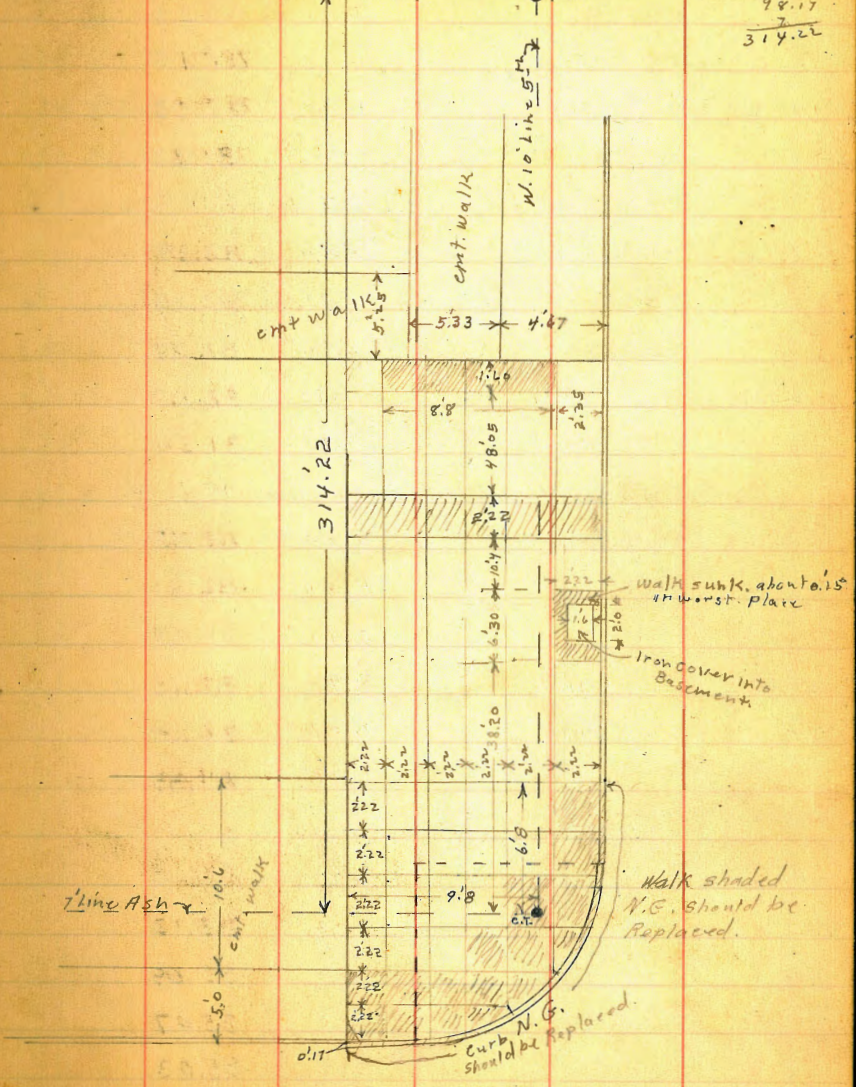 98.17
7.
314.22
W. 10' Line 5th
cmt. walk
cmt walk
5.25
5.33
4.67
1.20
8.8
2.35
48.05
314.22
2.22
10.4
2.22
walk sunk. about 0.15
in worst. place
1.6
2.0
6.30
Iron cover into
Basement.
38.20
2.22
2.22
2.22
2.22
2.22
2.22
2.22
6.8
2.22
10.6
cmt walk
9.8
2.22
7' Line Ash
C.T.
Walk shaded
N.G. should be
Replaced.
2.22
2.22
5.0
2.22
0.17
Curb N.G.
should be Replaced.